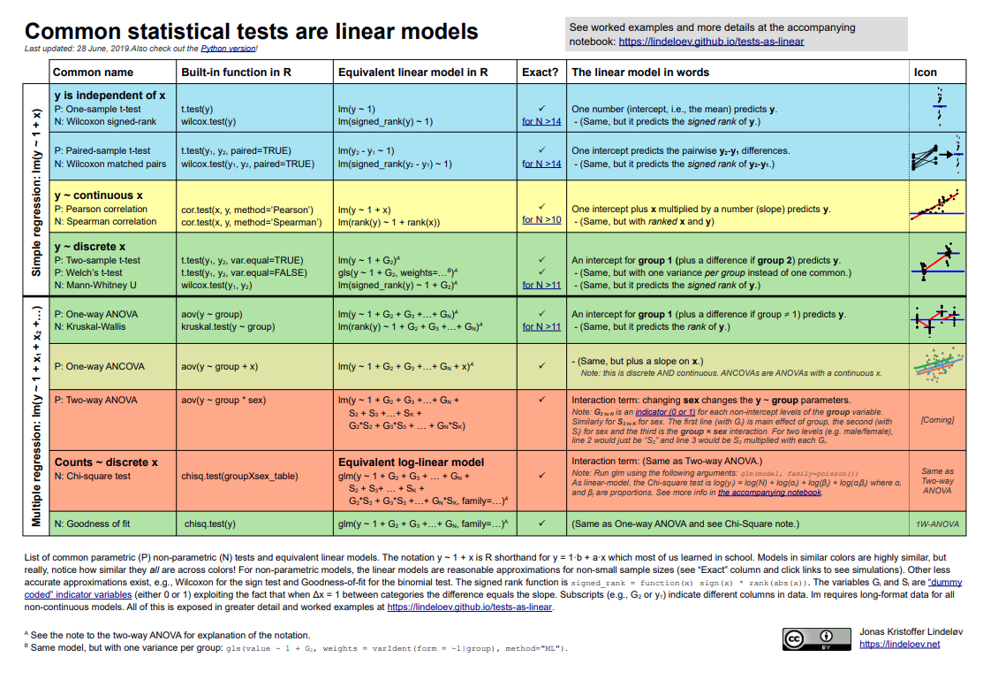 Common statistical tests are linear models
Last updated: 28 June, 2019.Also check out the Python version!
See worked examples and more details at the accompanying
notebook: https://lindeloev.github.io/tests-as-linear
Common name Built-in function in R Equivalent linear model in R Exact? The linear model in words Icon
Simple regression: lm(y ~ 1 + x)
y is independent of x
P: One-sample t-test t.test(y) lm(y ~ 1) ✓ One number (intercept, i.e., the mean) predicts y.
N: Wilcoxon signed-rank wilcox.test(y) lm(signed_rank(y) ~ 1) for N >14 - (Same, but it predicts the signed rank of y.)
P: Paired-sample t-test t.test(y₁, y₂, paired=TRUE) lm(y₂ - y₁ ~ 1) ✓ One intercept predicts the pairwise y₂-y₁ differences.
N: Wilcoxon matched pairs wilcox.test(y₁, y₂, paired=TRUE) lm(signed_rank(y₂ - y₁) ~ 1) for N >14 - (Same, but it predicts the signed rank of y₂-y₁.)
y ~ continuous x
P: Pearson correlation cor.test(x, y, method='Pearson') lm(y ~ 1 + x) ✓ One intercept plus x multiplied by a number (slope) predicts y.
N: Spearman correlation cor.test(x, y, method='Spearman') lm(rank(y) ~ 1 + rank(x)) for N >10 - (Same, but with ranked x and y)
y ~ discrete x
P: Two-sample t-test t.test(y₁, y₂, var.equal=TRUE) lm(y ~ 1 + G₂)ᴬ ✓ An intercept for group 1 (plus a difference if group 2) predicts y.
P: Welch's t-test t.test(y₁, y₂, var.equal=FALSE) gls(y ~ 1 + G₂, weights=…ᴮ)ᴬ ✓ - (Same, but with one variance per group instead of one common.)
N: Mann-Whitney U wilcox.test(y₁, y₂) lm(signed_rank(y) ~ 1 + G₂)ᴬ for N >11 - (Same, but it predicts the signed rank of y.)
Multiple regression: lm(y ~ 1 + x₁ + x₂ +…)
P: One-way ANOVA aov(y ~ group) lm(y ~ 1 + G₂ + G₃ +…+ Gₙ)ᴬ ✓ An intercept for group 1 (plus a difference if group ≠ 1) predicts y.
N: Kruskal-Wallis kruskal.test(y ~ group) lm(rank(y) ~ 1 + G₂ + G₃ +…+ Gₙ)ᴬ for N >11 - (Same, but it predicts the rank of y.)
P: One-way ANCOVA aov(y ~ group + x) lm(y ~ 1 + G₂ + G₃ +…+ Gₙ + x)ᴬ ✓ - (Same, but plus a slope on x.)
Note: this is discrete AND continuous. ANCOVAs are ANOVAs with a continuous x.
P: Two-way ANOVA aov(y ~ group * sex) lm(y ~ 1 + G₂ + G₃ +…+ Gₙ + ✓ Interaction term: changing sex changes the y ~ group parameters. [Coming]
S₂ + S₃ +…+ Sₖ +
G₂*S₂ + G₃*S₃ + … + Gₙ*Sₖ)
Note: G₂ to N is an indicator (0 or 1) for each non-intercept levels of the group variable.
Similarly for S₂ to K for sex. The first line (with Gᵢ) is main effect of group, the second (with
Sᵢ) for sex and the third is the group × sex interaction. For two levels (e.g. male/female),
line 2 would just be "S₂" and line 3 would be S₂ multiplied with each Gᵢ.
Counts ~ discrete x Equivalent log-linear model
N: Chi-square test chisq.test(groupXsex_table) glm(y ~ 1 + G₂ + G₃ + … + Gₙ + ✓ Interaction term: (Same as Two-way ANOVA.) Same as Two-way ANOVA
S₂ + S₃+ … + Sₖ +
G₂*S₂ + G₃*S₃ +…+ Gₙ*Sₖ, family=…)ᴬ
Note: Run glm using the following arguments: glm(model, family=poisson())
As linear-model, the Chi-square test is log(yᵢ) = log(N) + log(αᵢ) + log(βⱼ) + log(αᵢβⱼ) where αᵢ
and βⱼ are proportions. See more info in the accompanying notebook.
N: Goodness of fit chisq.test(y) glm(y ~ 1 + G₂ + G₃ +…+ Gₙ, family=…)ᴬ ✓ (Same as One-way ANOVA and see Chi-Square note.) 1W-ANOVA
List of common parametric (P) non-parametric (N) tests and equivalent linear models. The notation y ~ 1 + x is R shorthand for y = 1·b + a·x which most of us learned in school. Models in similar colors are highly similar, but
really, notice how similar they all are across colors! For non-parametric models, the linear models are reasonable approximations for non-small sample sizes (see "Exact" column and click links to see simulations). Other less
accurate approximations exist, e.g., Wilcoxon for the sign test and Goodness-of-fit for the binomial test. The signed rank function is signed_rank = function(x) sign(x) * rank(abs(x)). The variables Gᵢ and Sᵢ are "dummy
coded" indicator variables (either 0 or 1) exploiting the fact that when Δx = 1 between categories the difference equals the slope. Subscripts (e.g., G₂ or y₁) indicate different columns in data. lm requires long-format data for all
non-continuous models. All of this is exposed in greater detail and worked examples at https://lindeloev.github.io/tests-as-linear.
ᴬ See the note to the two-way ANOVA for explanation of the notation.
ᴮ Same model, but with one variance per group: gls(value ~ 1 + G₂, weights = varIdent(form = ~1|group), method="ML").
CC BY
Jonas Kristoffer Lindeløv
https://lindeloev.net